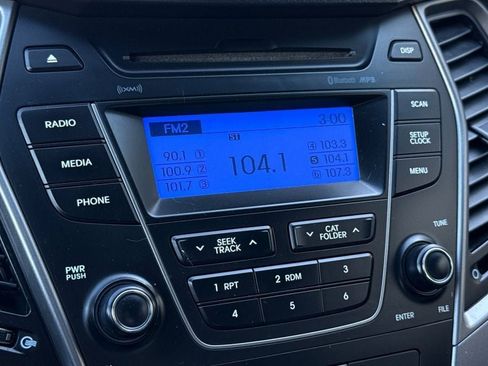 DISP
((XM)) Bluetooth MP3
RADIO
MEDIA
PHONE
FM2 3:00
ST
90.1 1 4 103.3
100.9 2 104.1 5 104.1
101.7 3 6 107.3
SCAN
SETUP
CLOCK
MENU
SEEK
TRACK
CAT
FOLDER
TUNE
PWR
PUSH
1 RPT 2 RDM 3
4 5 6
ENTER FILE